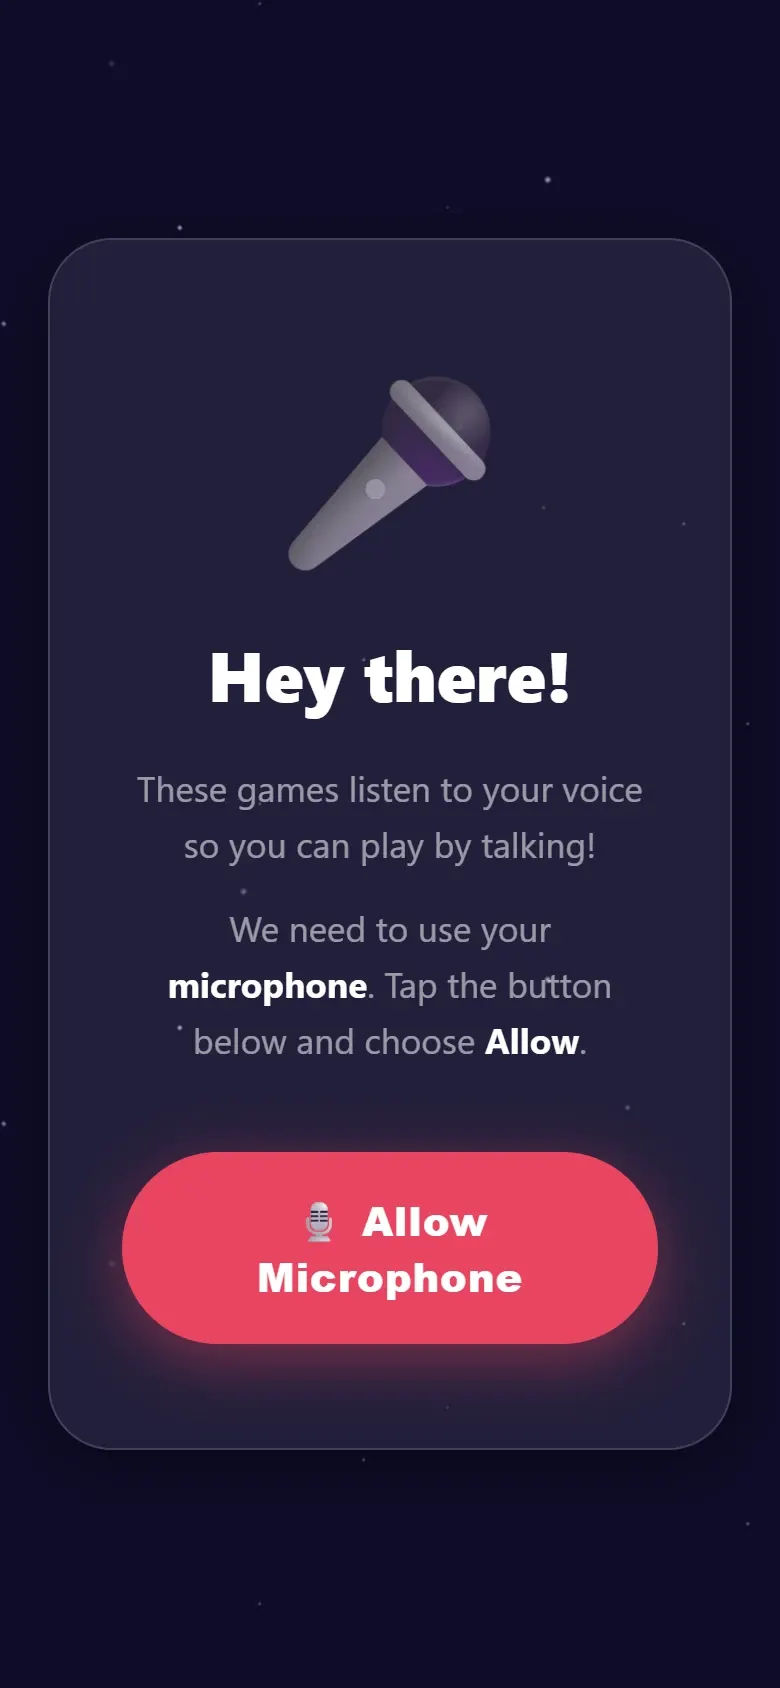 Hey there!
These games listen to your voice
so you can play by talking!
We need to use your
microphone. Tap the button
below and choose Allow.
Allow
Microphone